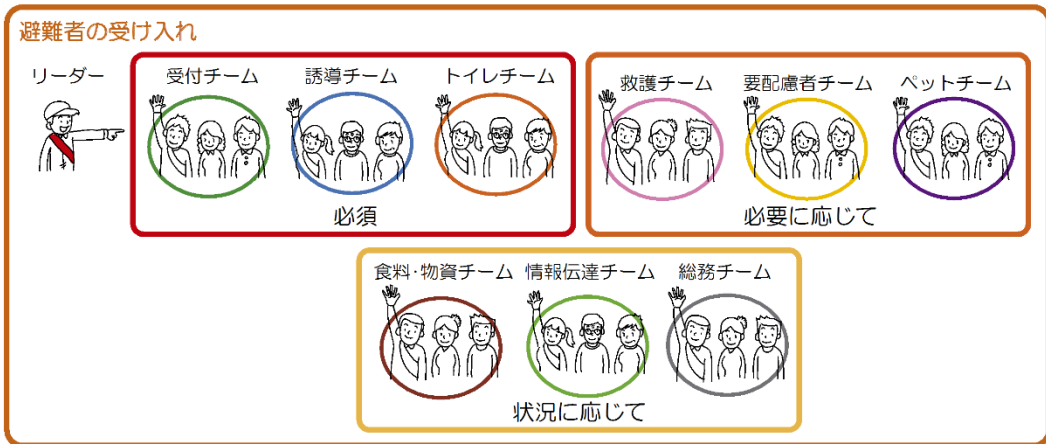 避難者の受け入れ
リーダー
受付チーム
誘導チーム
トイレチーム
必須
救護チーム
要配慮者チーム
ペットチーム
必要に応じて
食料・物資チーム
情報伝達チーム
総務チーム
状況に応じて